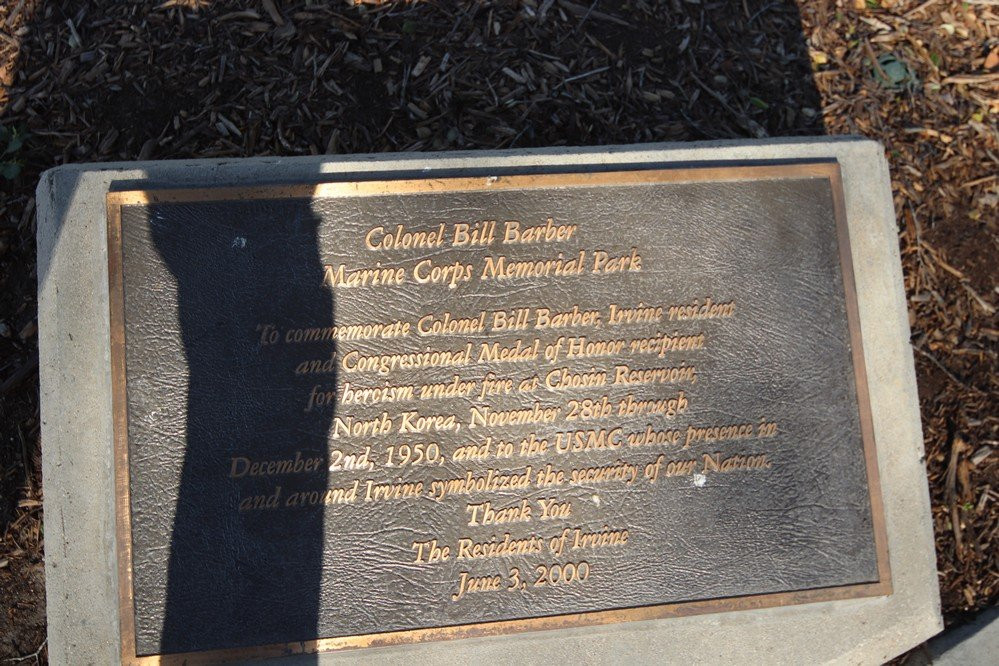 Colonel Bill Barber
Marine Corps Memorial Park
To commemorate Colonel Bill Barber, Irvine resident
and Congressional Medal of Honor recipient
for heroism under fire at Chosin Reservoir,
North Korea, November 28th through
December 2nd, 1950, and to the USMC whose presence in
and around Irvine symbolized the security of our Nation.
Thank You
The Residents of Irvine
June 3, 2000